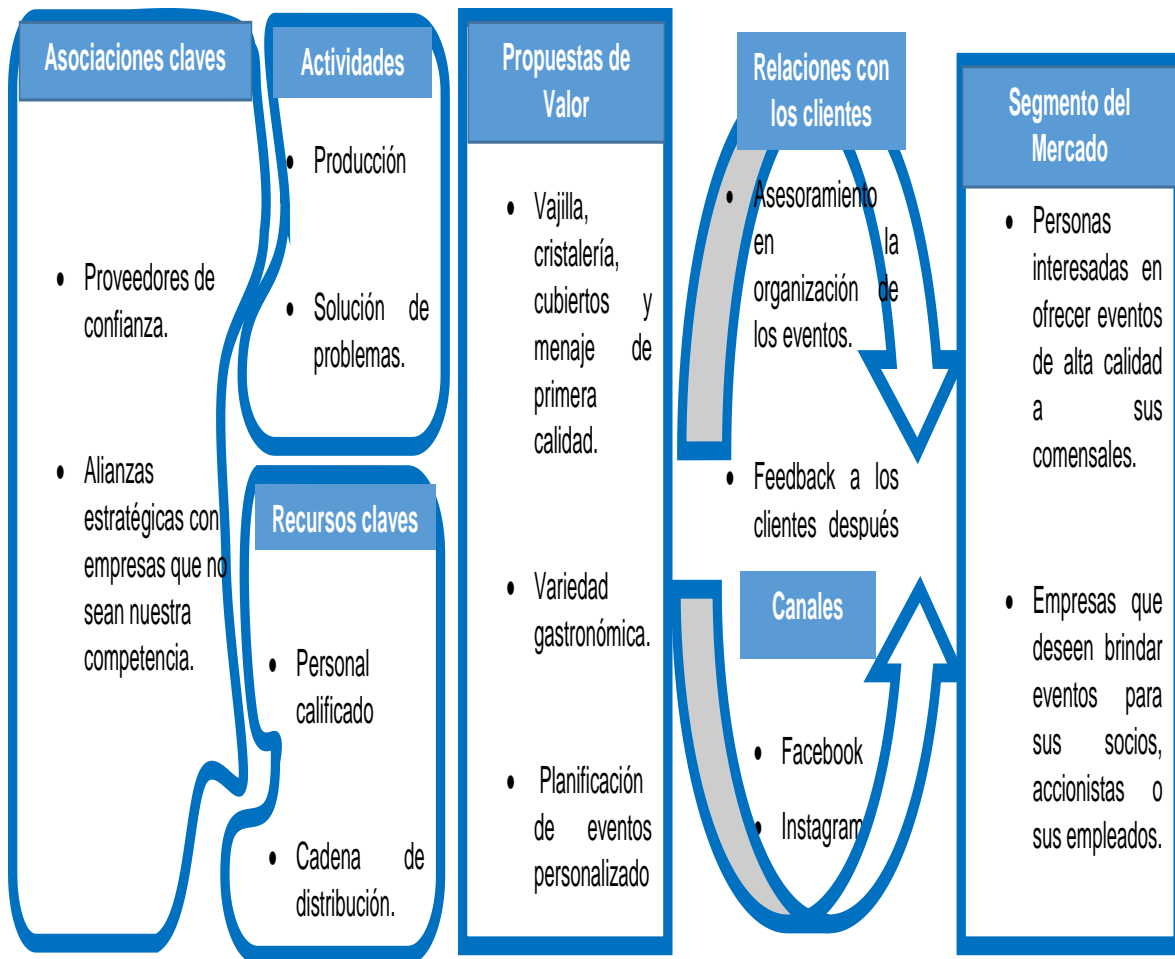 Asociaciones claves
• Proveedores de
confianza.
• Alianzas
estratégicas con
empresas que no
sean nuestra
competencia.
Actividades
• Producción
• Solución de
problemas.
Recursos claves
• Personal
calificado
• Cadena de
distribución.
Propuestas de
Valor
• Vajilla,
cristalería,
cubiertos y
menaje de
primera
calidad.
• Variedad
gastronómica.
• Planificación
de eventos
personalizado
Relaciones con
los clientes
• Asesoramiento
en la
organización de
los eventos.
• Feedback a los
clientes después
Canales
• Facebook
• Instagram
Segmento del
Mercado
• Personas
interesadas en
ofrecer eventos
de alta calidad
a sus
comensales.
• Empresas que
deseen brindar
eventos para
sus socios,
accionistas o
sus empleados.